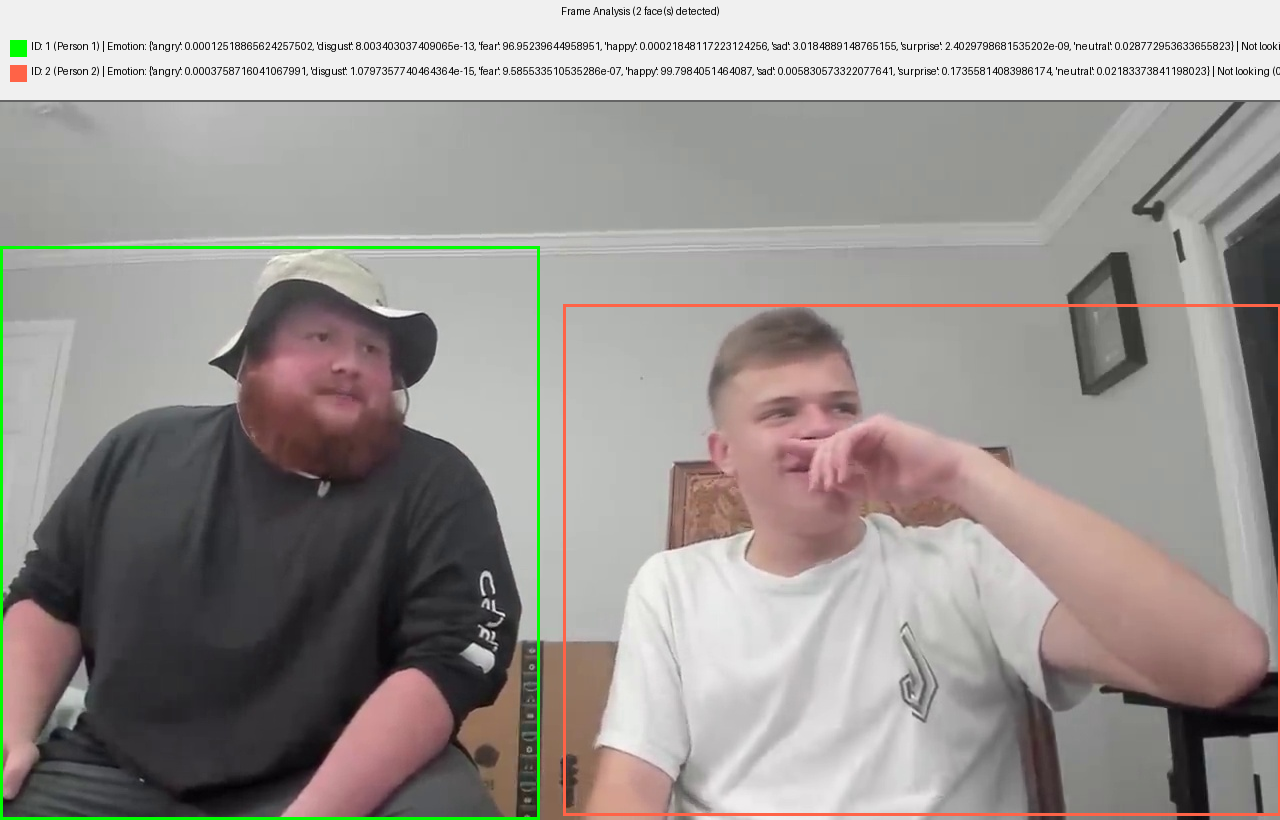 Frame Analysis (2 face(s) detected)
ID: 1 (Person 1) | Emotion: {'angry': 0.00012518865624257502, 'disgust': 8.003403037409065e-13, 'fear': 96.95239644958951, 'happy': 0.00021848117223124256, 'sad': 3.0184889148765155, 'surprise': 2.4029798681535202e-09, 'neutral': 0.028772953633655823} | Not looki
ID: 2 (Person 2) | Emotion: {'angry': 0.0003758716041067991, 'disgust': 1.0797357740464364e-15, 'fear': 9.585533510535286e-07, 'happy': 99.7984051464087, 'sad': 0.005830573322077641, 'surprise': 0.17355814083986174, 'neutral': 0.02183373841198023} | Not looking (0